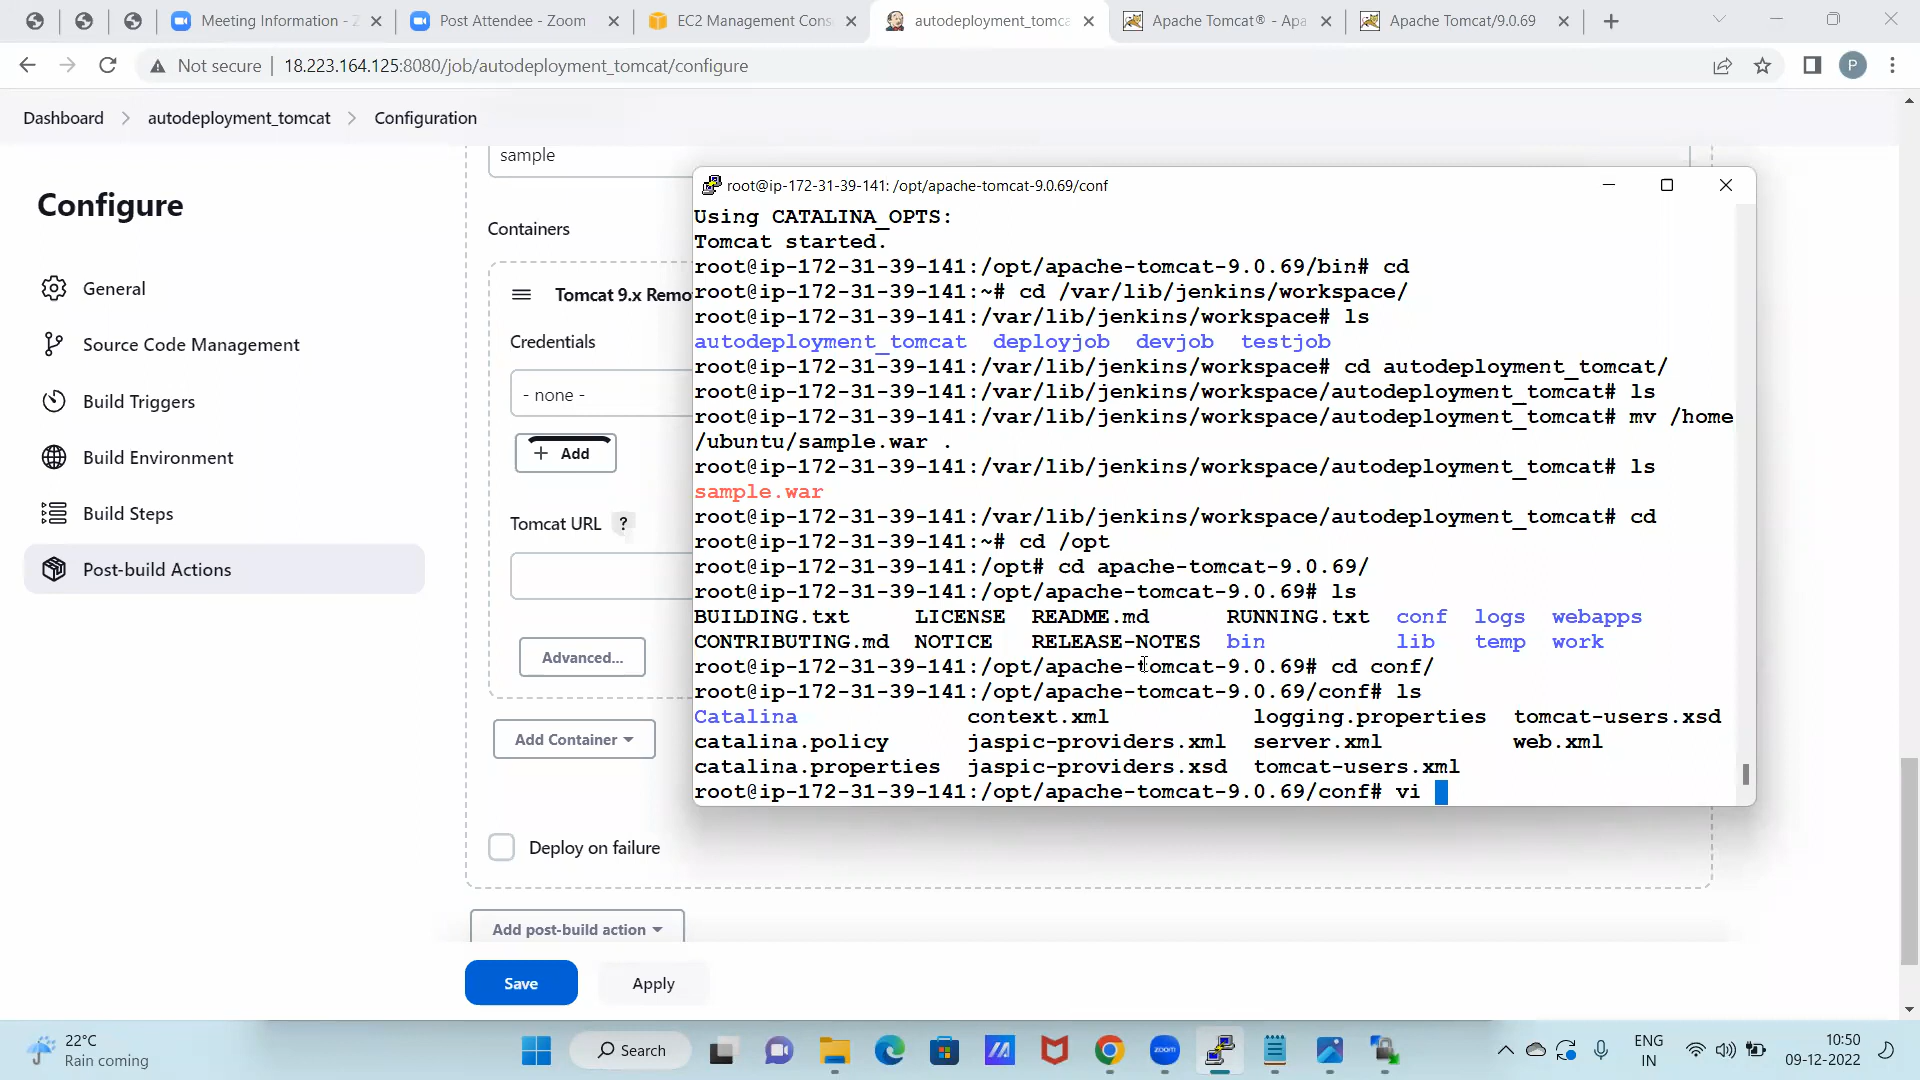 Meeting Information - Z
Post Attendee - Zoom
EC2 Management Cons
autodeployment_tomca
Apache Tomcat® - Apa
Apache Tomcat/9.0.69
Not secure
18.223.164.125:8080/job/autodeployment_tomcat/configure
P
Dashboard
autodeployment_tomcat
Configuration
Configure
General
Source Code Management
Build Triggers
Build Environment
Build Steps
Post-build Actions
sample
Containers
Tomcat 9.x Remo
Credentials
- none -
Add
Tomcat URL
?
Advanced...
Add Container
Deploy on failure
Add post-build action
Save
Apply
root@ip-172-31-39-141: /opt/apache-tomcat-9.0.69/conf
Using CATALINA_OPTS:
Tomcat started.
root@ip-172-31-39-141:/opt/apache-tomcat-9.0.69/bin# cd
root@ip-172-31-39-141:~# cd /var/lib/jenkins/workspace/
root@ip-172-31-39-141:/var/lib/jenkins/workspace# ls
autodeployment_tomcat  deployjob  devjob  testjob
root@ip-172-31-39-141:/var/lib/jenkins/workspace# cd autodeployment_tomcat/
root@ip-172-31-39-141:/var/lib/jenkins/workspace/autodeployment_tomcat# ls
root@ip-172-31-39-141:/var/lib/jenkins/workspace/autodeployment_tomcat# mv /home
/ubuntu/sample.war .
root@ip-172-31-39-141:/var/lib/jenkins/workspace/autodeployment_tomcat# ls
sample.war
root@ip-172-31-39-141:/var/lib/jenkins/workspace/autodeployment_tomcat# cd
root@ip-172-31-39-141:~# cd /opt
root@ip-172-31-39-141:/opt# cd apache-tomcat-9.0.69/
root@ip-172-31-39-141:/opt/apache-tomcat-9.0.69# ls
BUILDING.txt     LICENSE  README.md      RUNNING.txt  conf  logs  webapps
CONTRIBUTING.md  NOTICE   RELEASE-NOTES  bin          lib   temp  work
root@ip-172-31-39-141:/opt/apache-tomcat-9.0.69# cd conf/
root@ip-172-31-39-141:/opt/apache-tomcat-9.0.69/conf# ls
Catalina             context.xml           logging.properties  tomcat-users.xsd
catalina.policy      jaspic-providers.xml  server.xml          web.xml
catalina.properties  jaspic-providers.xsd  tomcat-users.xml
root@ip-172-31-39-141:/opt/apache-tomcat-9.0.69/conf# vi
22°C
Rain coming
Search
zoom
ENG
IN
10:50
09-12-2022